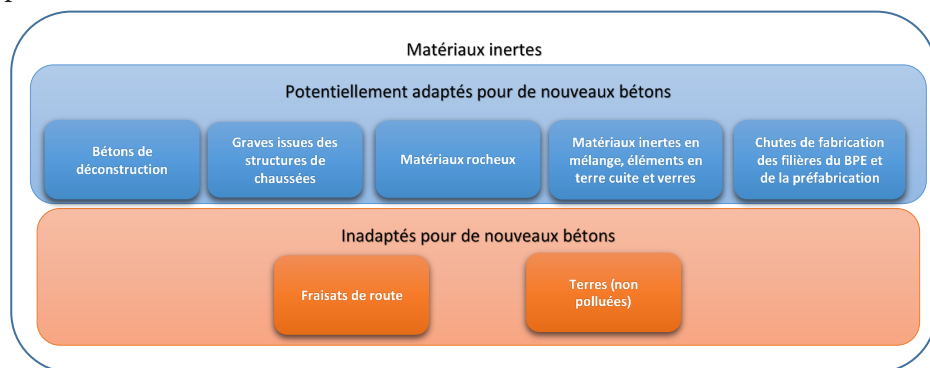 Matériaux inertes
Potentiellement adaptés pour de nouveaux bétons
Bétons de
déconstruction
Graves issues des
structures de
chaussées
Matériaux rocheux
Matériaux inertes en
mélange, éléments en
terre cuite et verres
Chutes de fabrication
des filières du BPE et
de la préfabrication
Inadaptés pour de nouveaux bétons
Fraisats de route
Terres (non
polluées)